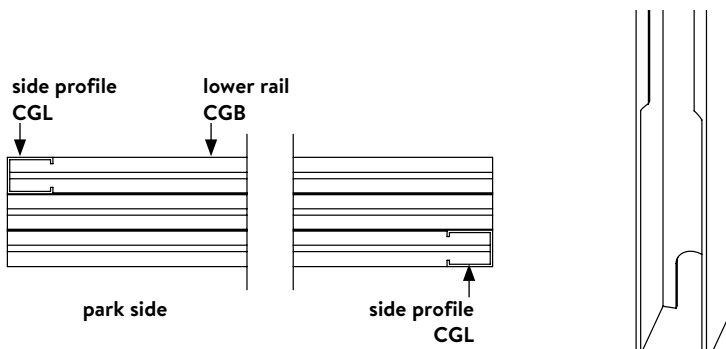 side profile
CGL
lower rail
CGB
park side
side profile
CGL